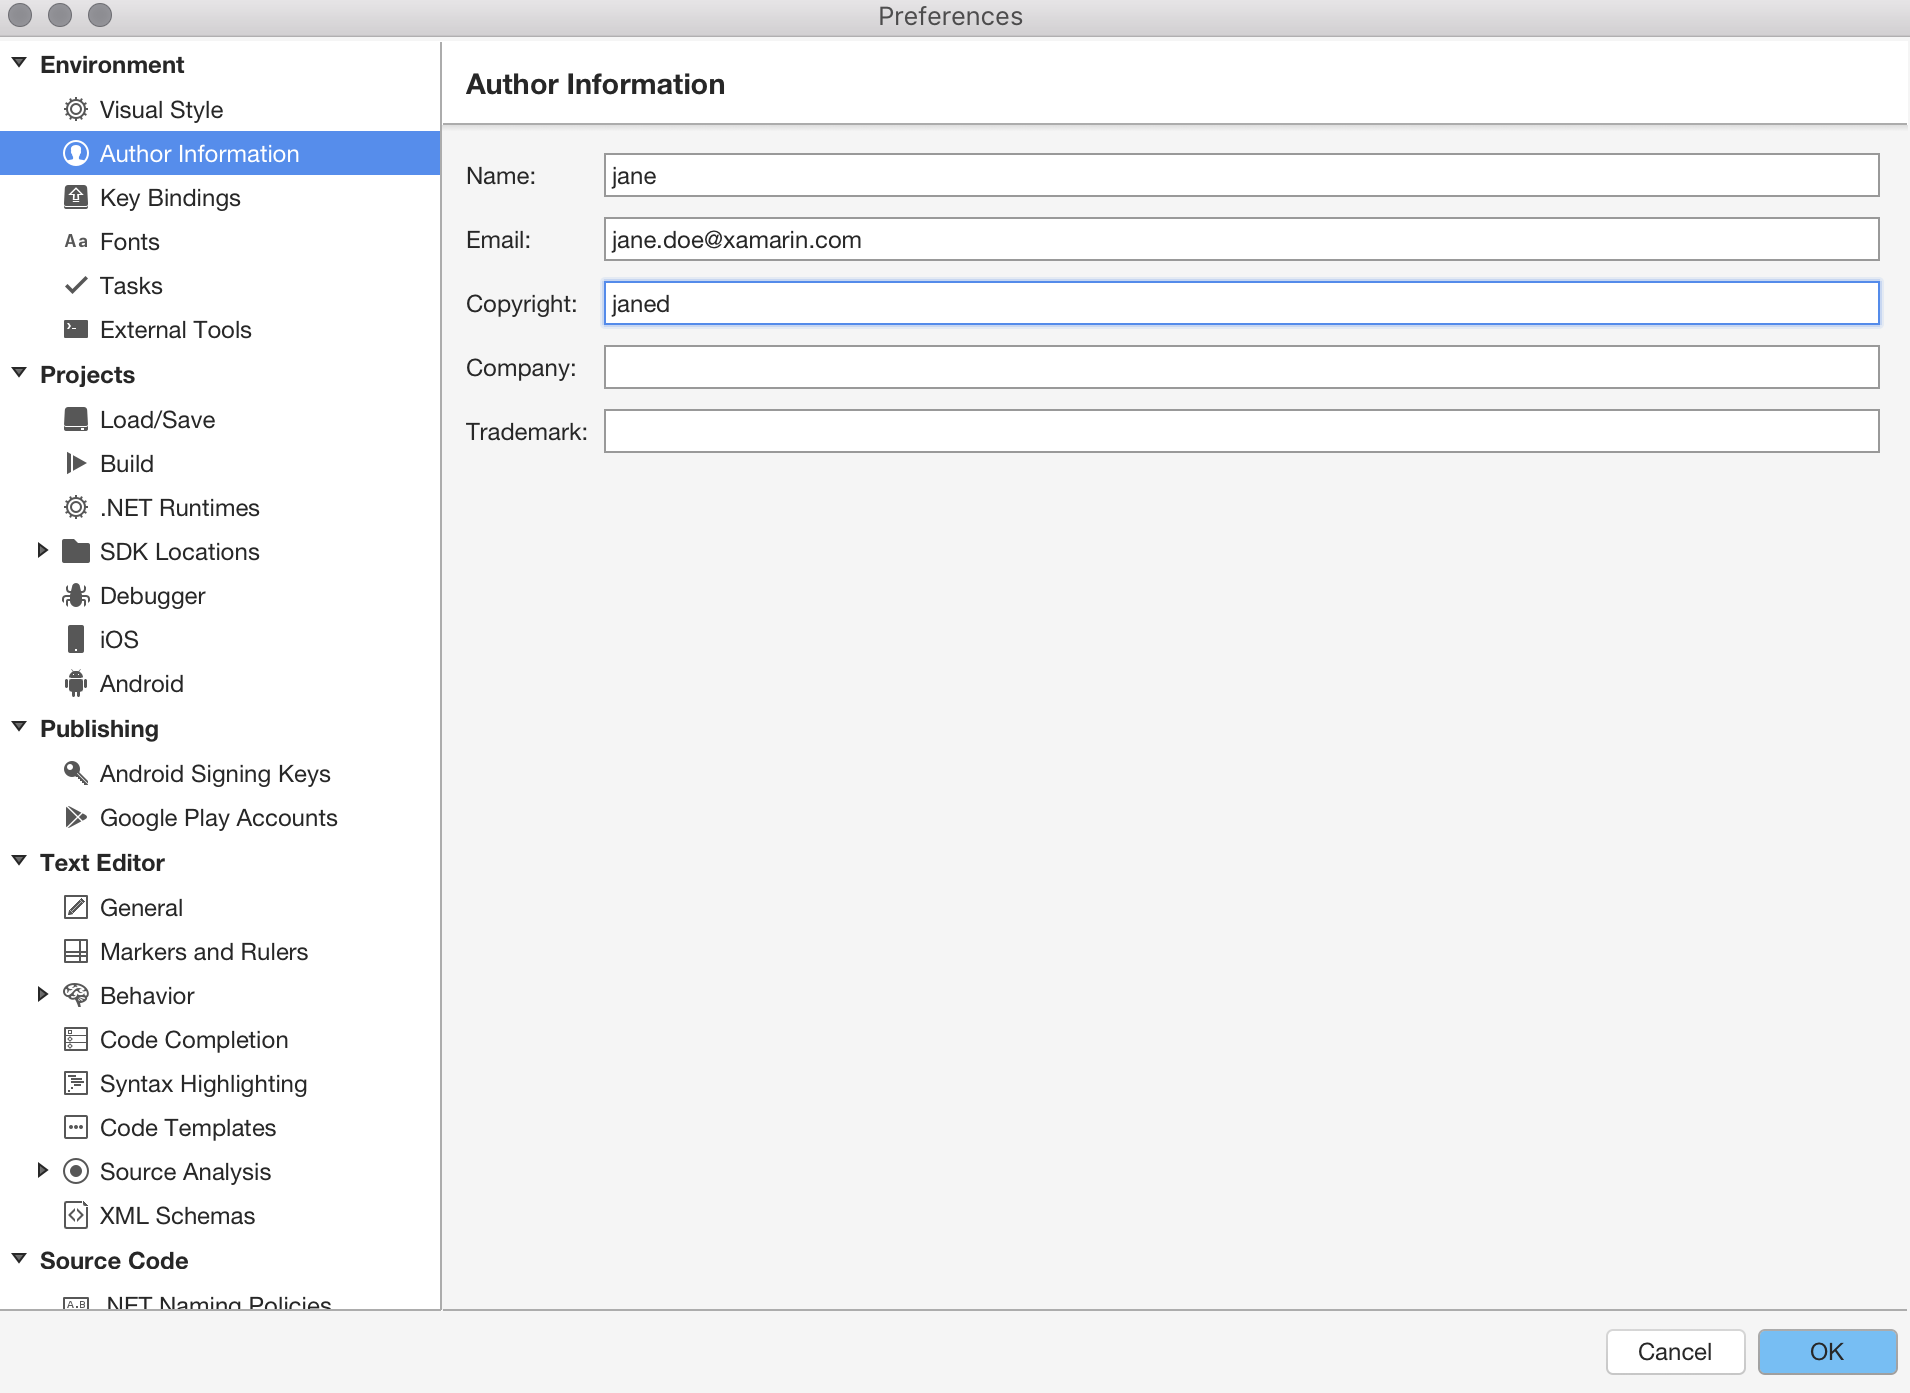 Preferences
Environment
Visual Style
Author Information
Key Bindings
Aa Fonts
Tasks
External Tools
Projects
Load/Save
Build
.NET Runtimes
SDK Locations
Debugger
iOS
Android
Publishing
Android Signing Keys
Google Play Accounts
Text Editor
General
Markers and Rulers
Behavior
Code Completion
Syntax Highlighting
Code Templates
Source Analysis
XML Schemas
Source Code
A.B .NET Naming Policies
Author Information
Name: jane
Email: jane.doe@xamarin.com
Copyright: janed
Company:
Trademark:
Cancel OK